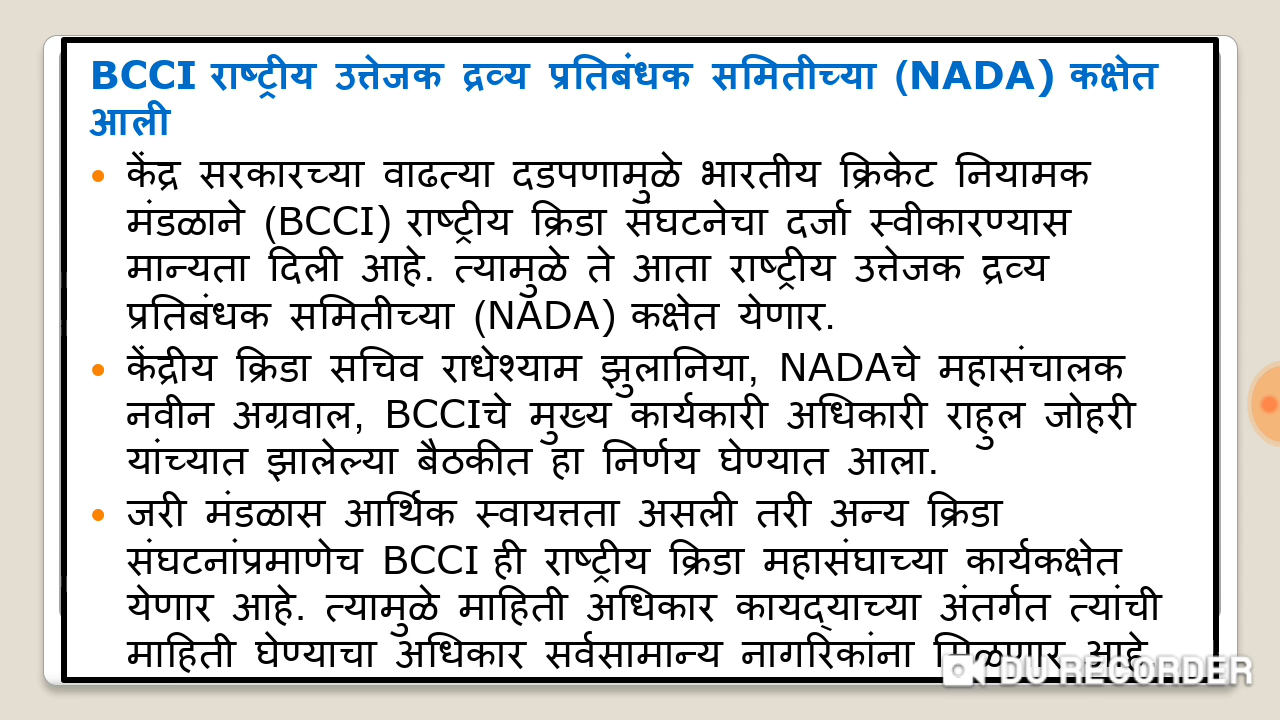 BCCI राष्ट्रीय उत्तेजक द्रव्य प्रतिबंधक समितीच्या (NADA) कक्षेत
आली
• केंद्र सरकारच्या वाढत्या दडपणामुळे भारतीय क्रिकेट नियामक
मंडळाने (BCCI) राष्ट्रीय क्रिडा संघटनेचा दर्जा स्वीकारण्यास
मान्यता दिली आहे. त्यामुळे ते आता राष्ट्रीय उत्तेजक द्रव्य
प्रतिबंधक समितीच्या (NADA) कक्षेत येणार.
• केंद्रीय क्रिडा सचिव राधेश्याम झुलानिया, NADAचे महासंचालक
नवीन अग्रवाल, BCCIचे मुख्य कार्यकारी अधिकारी राहुल जोहरी
यांच्यात झालेल्या बैठकीत हा निर्णय घेण्यात आला.
• जरी मंडळास आर्थिक स्वायत्तता असली तरी अन्य क्रिडा
संघटनांप्रमाणेच BCCI ही राष्ट्रीय क्रिडा महासंघाच्या कार्यकक्षेत
येणार आहे. त्यामुळे माहिती अधिकार कायद्‍याच्या अंतर्गत त्यांची
माहिती घेण्याचा अधिकार सर्वसामान्य नागरिकांना मिळणार आहे
DU RECORDER